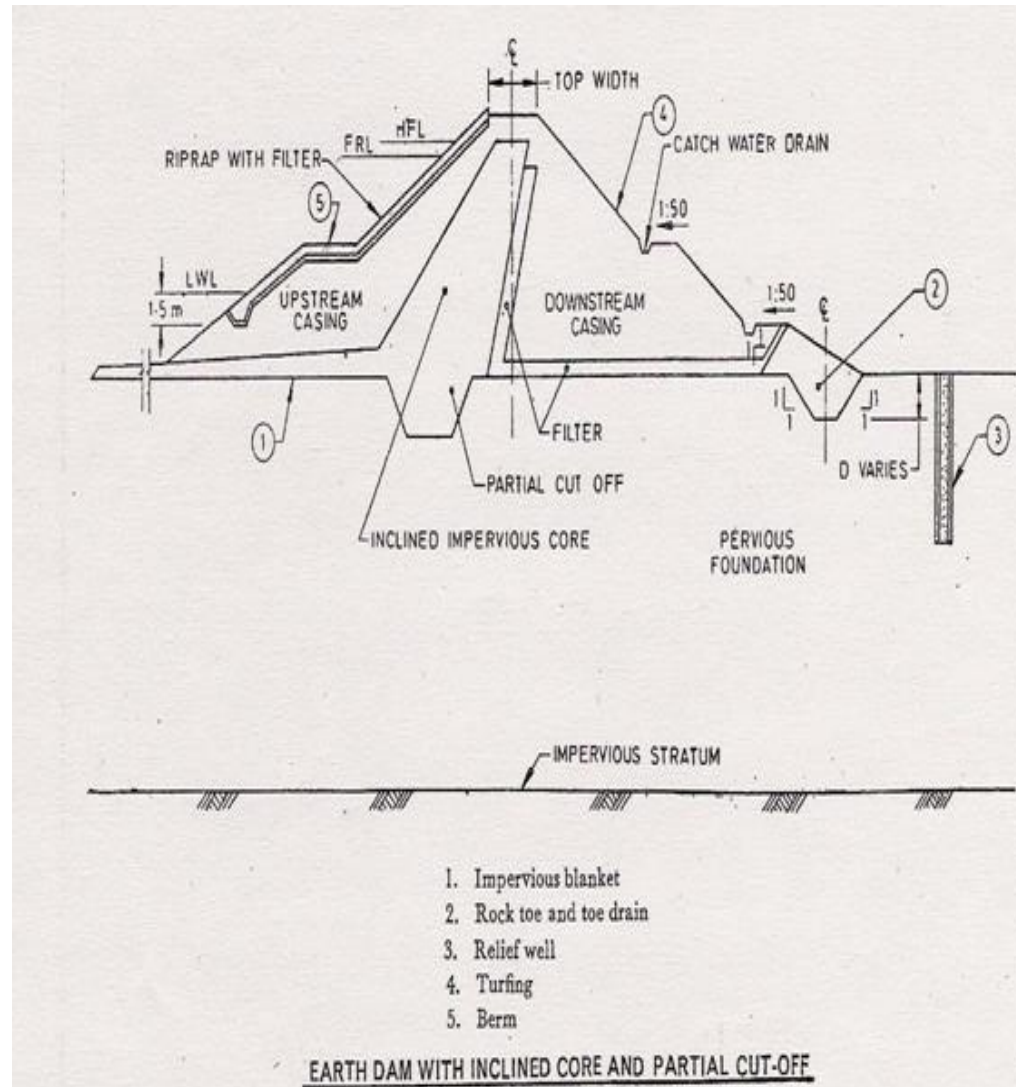 ℄
TOP WIDTH
HFL
FRL
4
RIPRAP WITH FILTER
CATCH WATER DRAIN
5
1:50
LWL
UPSTREAM
CASING
DOWNSTREAM
CASING
1:50
℄
2
1·5 m
1
1
1
1
1
1
1
FILTER
3
D VARIES
PARTIAL CUT OFF
INCLINED IMPERVIOUS CORE
PERVIOUS
FOUNDATION
IMPERVIOUS STRATUM
1. Impervious blanket
2. Rock toe and toe drain
3. Relief well
4. Turfing
5. Berm
EARTH DAM WITH INCLINED CORE AND PARTIAL CUT-OFF